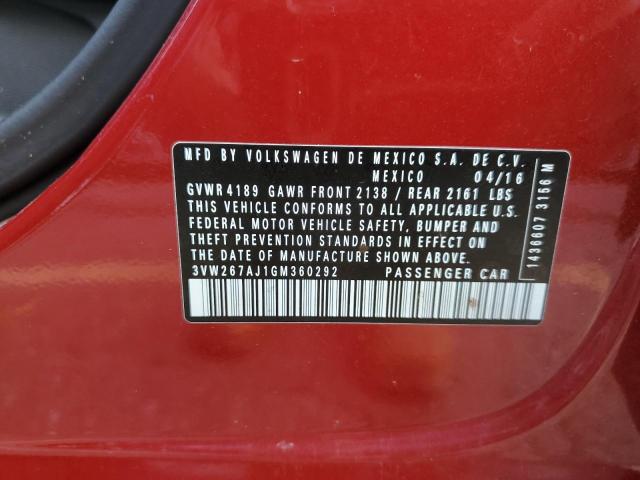 MFD BY VOLKSWAGEN DE MEXICO S.A. DE C.V.
MEXICO 04/16
GVWR 4189 GAWR FRONT 2138 / REAR 2161 LBS
THIS VEHICLE CONFORMS TO ALL APPLICABLE U.S.
FEDERAL MOTOR VEHICLE SAFETY, BUMPER AND
THEFT PREVENTION STANDARDS IN EFFECT ON
THE DATE OF MANUFACTURE SHOWN ABOVE.
3VW267AJ1GM360292 PASSENGER CAR
1436607 3166 M